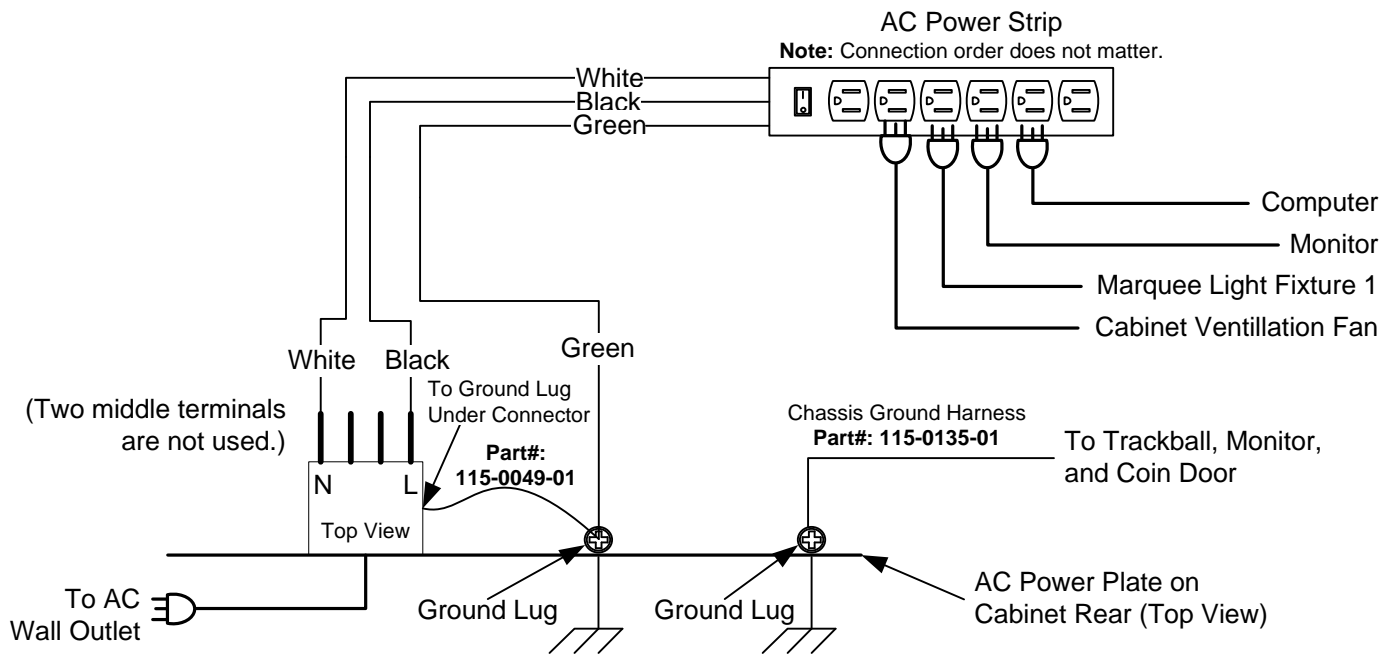 AC Power Strip
Note: Connection order does not matter.
White
Black
Green
Computer
Monitor
Marquee Light Fixture 1
Cabinet Ventillation Fan
White
Black
Green
(Two middle terminals
are not used.)
To Ground Lug
Under Connector
Part#:
115-0049-01
Chassis Ground Harness
Part#: 115-0135-01
To Trackball, Monitor,
and Coin Door
N
L
Top View
To AC
Wall Outlet
Ground Lug
Ground Lug
AC Power Plate on
Cabinet Rear (Top View)